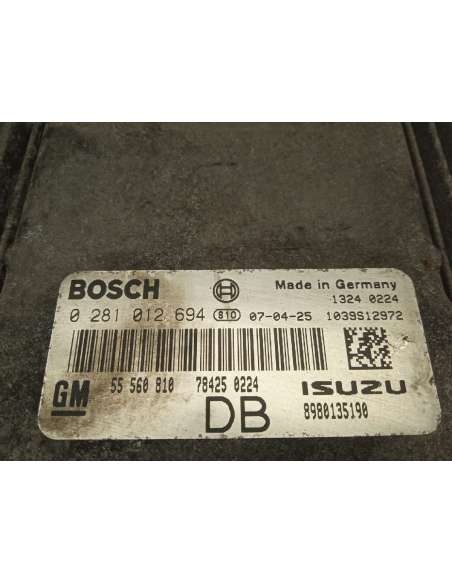 BOSCH Made in Germany
1324 0224
0 281 012 694 810 07-04-25 1039S12972
GM 55 560 810 78425 0224 ISUZU
DB 8980135190